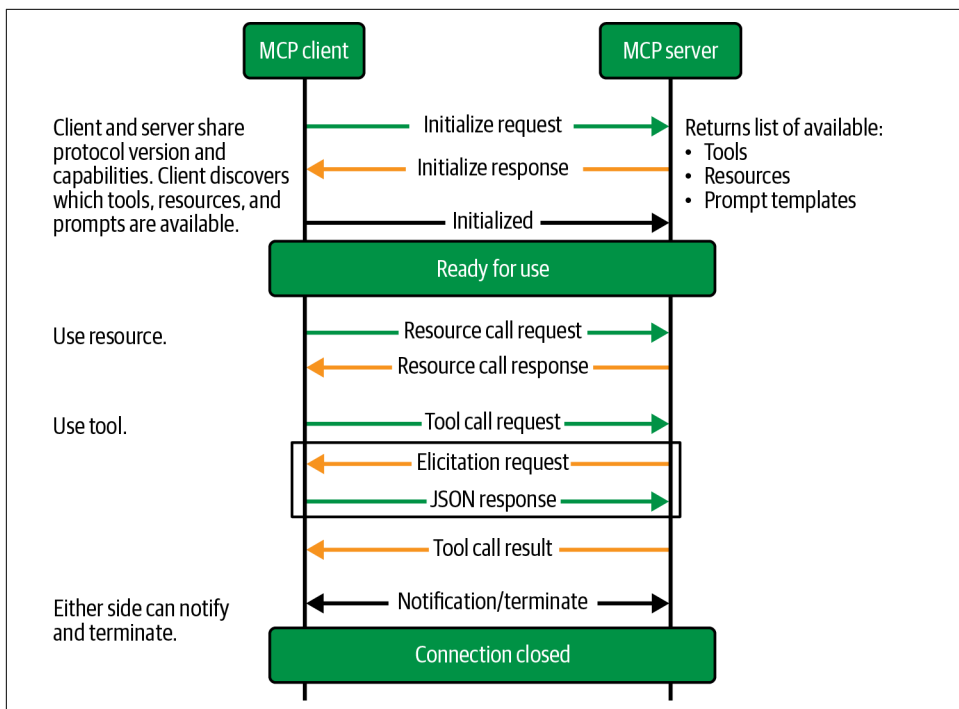 MCP client
MCP server
Client and server share
protocol version and
capabilities. Client discovers
which tools, resources, and
prompts are available.
Initialize request
Initialize response
Initialized
Returns list of available:
• Tools
• Resources
• Prompt templates
Ready for use
Use resource.
Resource call request
Resource call response
Use tool.
Tool call request
Elicitation request
JSON response
Tool call result
Either side can notify
and terminate.
Notification/terminate
Connection closed